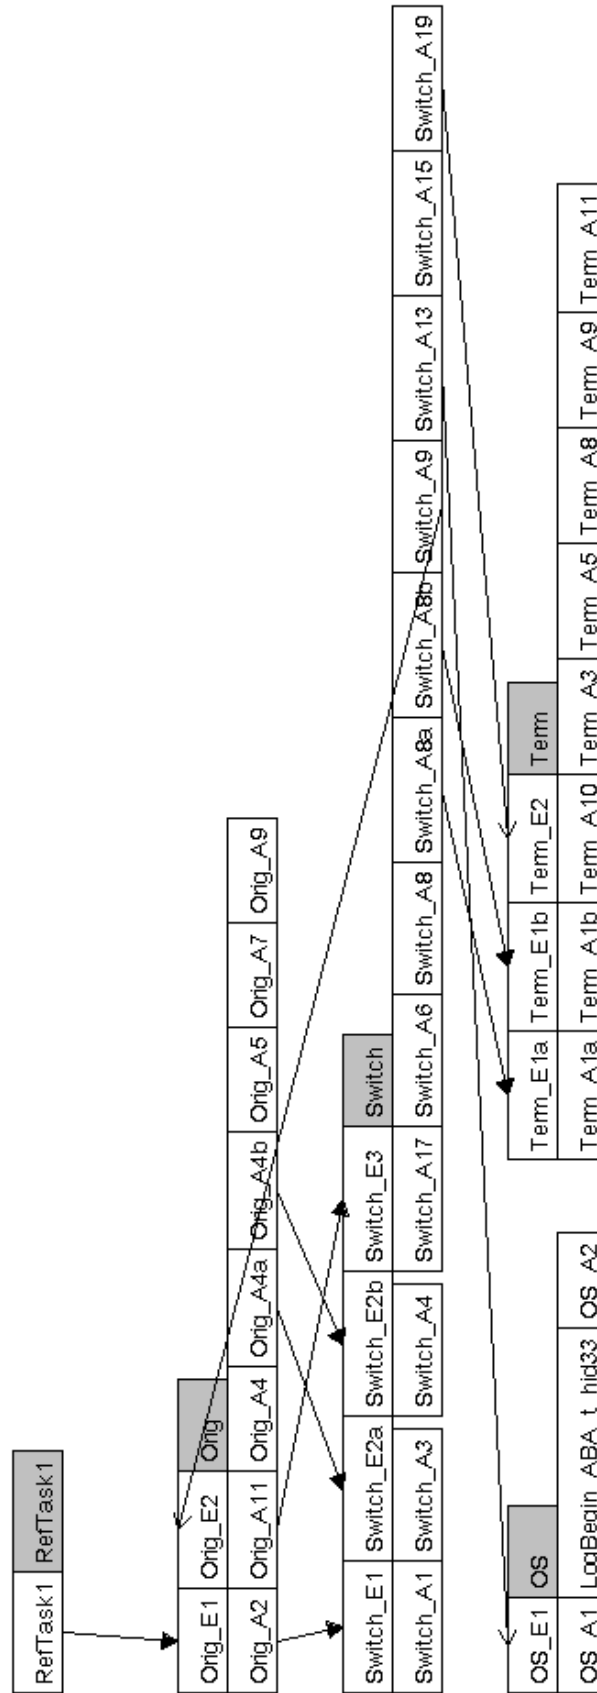 RefTask1 RefTask1
Orig_E1 Orig_E2 Orig
Orig_A2 Orig_A11 Orig_A4 Orig_A4a Orig_A4b Orig_A5 Orig_A7 Orig_A9
Switch_E1 Switch_E2a Switch_E2b Switch_E3 Switch
Switch_A1 Switch_A3 Switch_A4 Switch_A17 Switch_A6 Switch_A8 Switch_A8a Switch_A8b Switch_A9 Switch_A13 Switch_A15 Switch_A19
OS_E1 OS Term_E1a Term_E1b Term_E2 Term
OS_A1 LogBegin_ABA_t_hid33 OS_A2 Term_A1a Term_A1b Term_A10 Term_A3 Term_A5 Term_A8 Term_A9 Term_A11